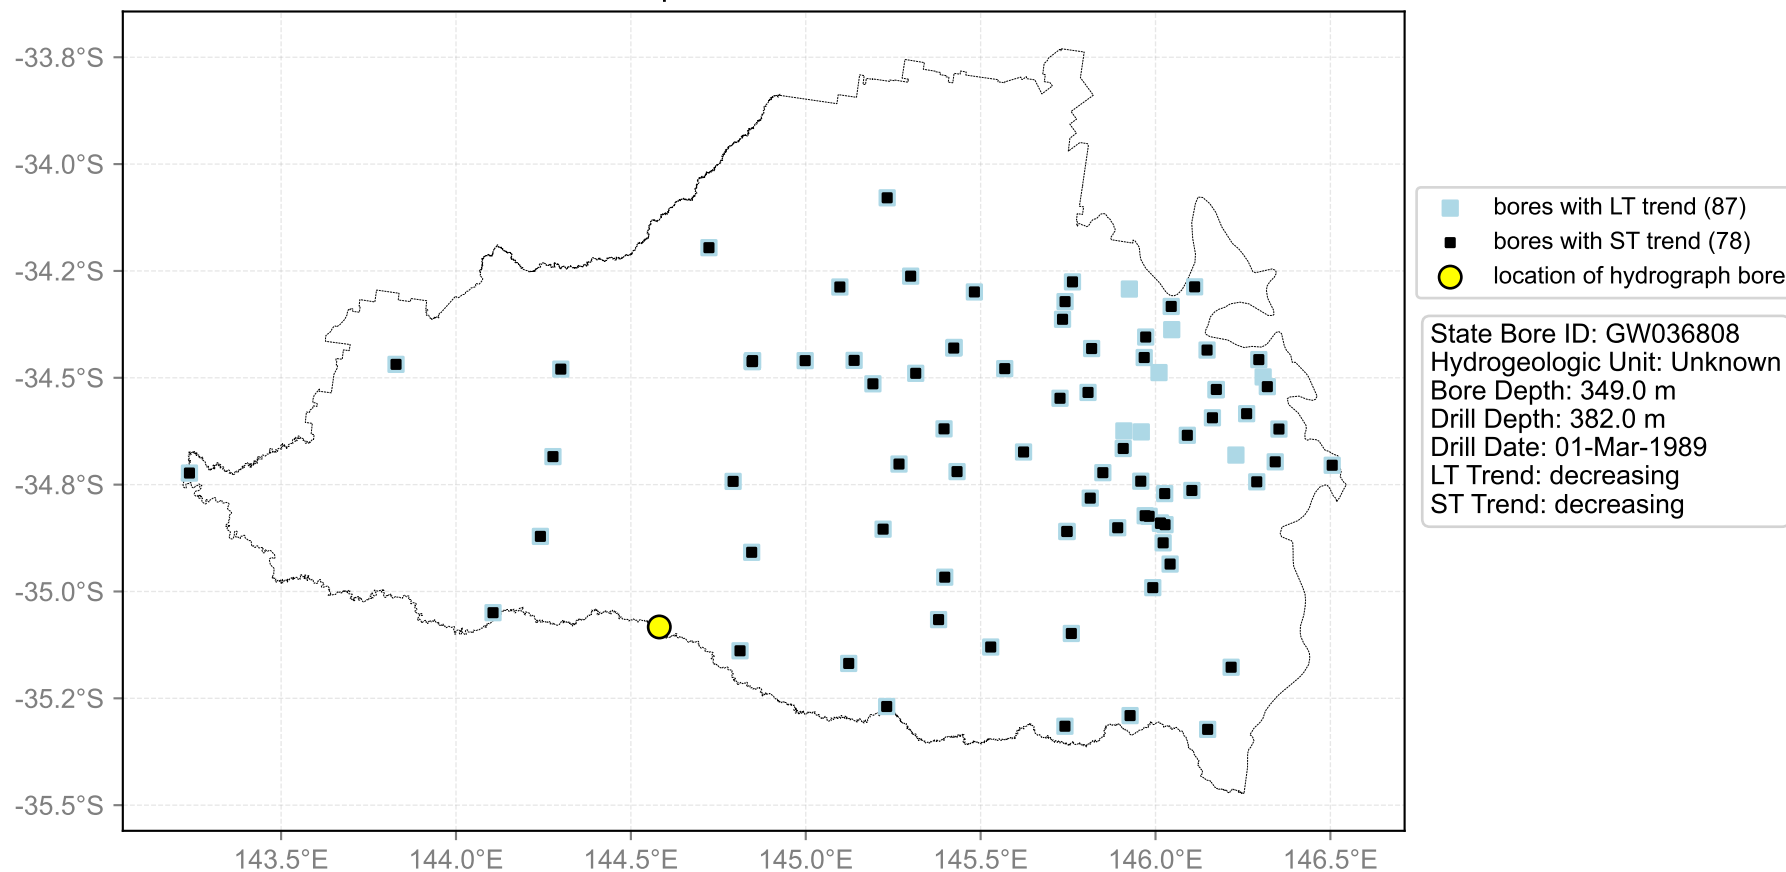 -33.8°S
-34.0°S
-34.2°S
-34.5°S
-34.8°S
-35.0°S
-35.2°S
-35.5°S
143.5°E
144.0°E
144.5°E
145.0°E
145.5°E
146.0°E
146.5°E
bores with LT trend (87)
bores with ST trend (78)
location of hydrograph bore
State Bore ID: GW036808
Hydrogeologic Unit: Unknown
Bore Depth: 349.0 m
Drill Depth: 382.0 m
Drill Date: 01-Mar-1989
LT Trend: decreasing
ST Trend: decreasing